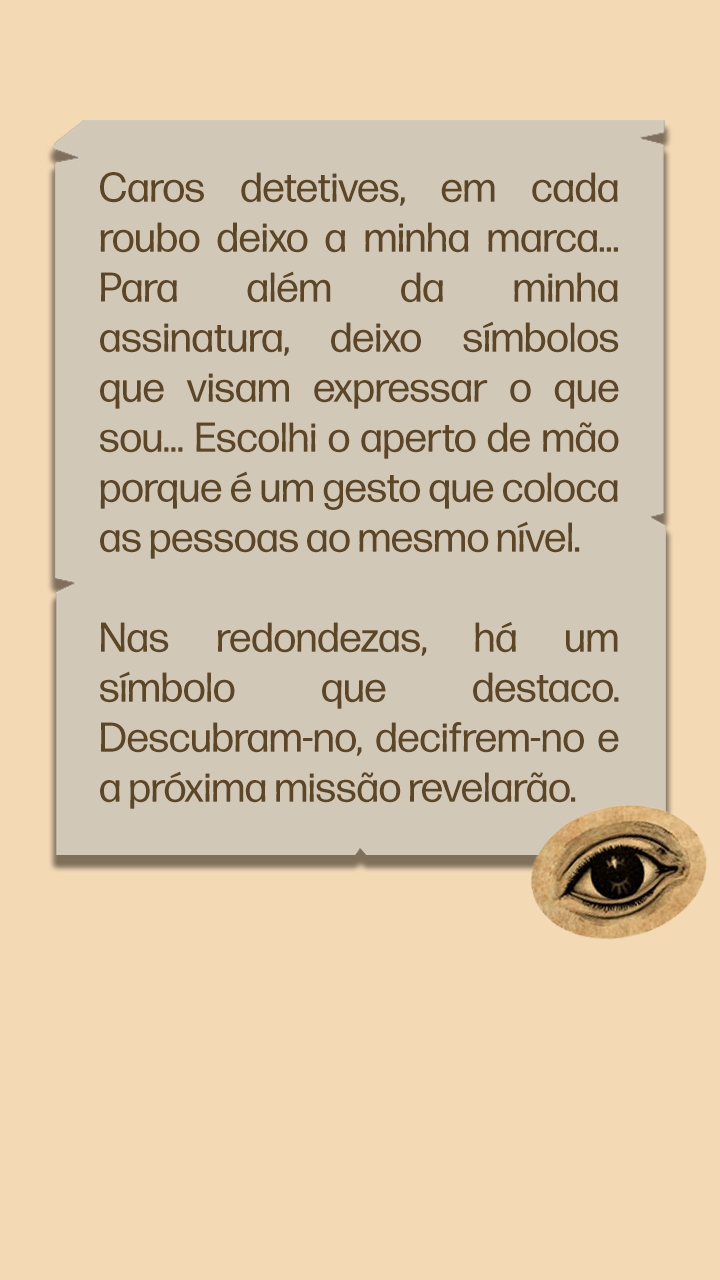 Caros detetives, em cada
roubo deixo a minha marca...
Para além da minha
assinatura, deixo símbolos
que visam expressar o que
sou... Escolhi o aperto de mão
porque é um gesto que coloca
as pessoas ao mesmo nível.
Nas redondezas, há um
símbolo que destaco.
Descubram-no, decifrem-no e
a próxima missão revelarão.